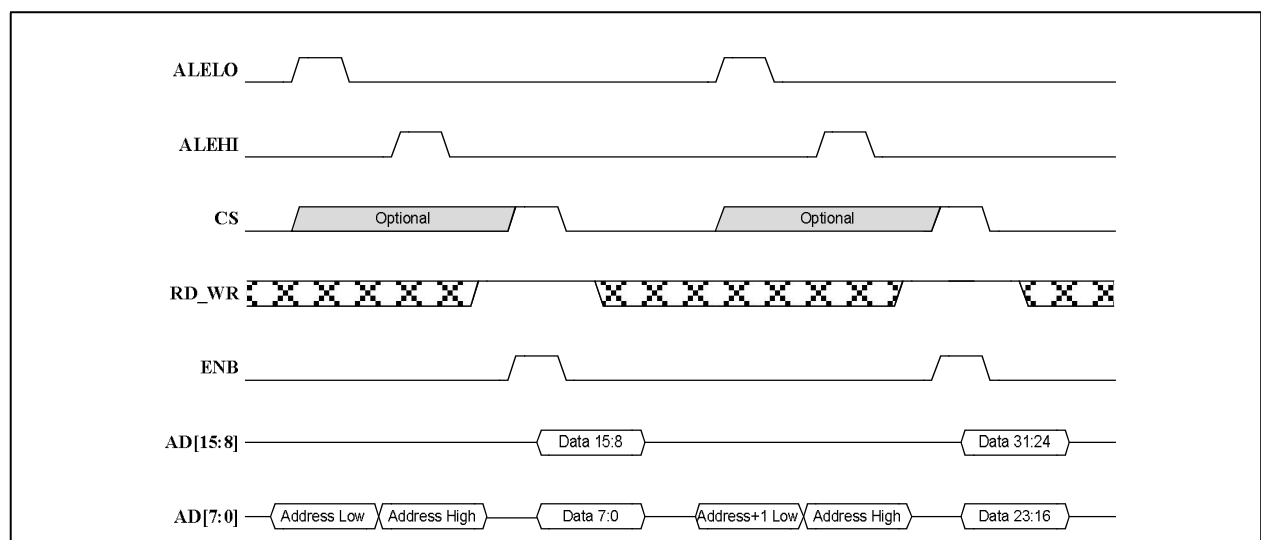 ALELO
ALEHI
CS Optional Optional
RD_WR
ENB
AD[15:8] Data 15:8 Data 31:24
AD[7:0] Address Low Address High Data 7:0 Address+1 Low Address High Data 23:16